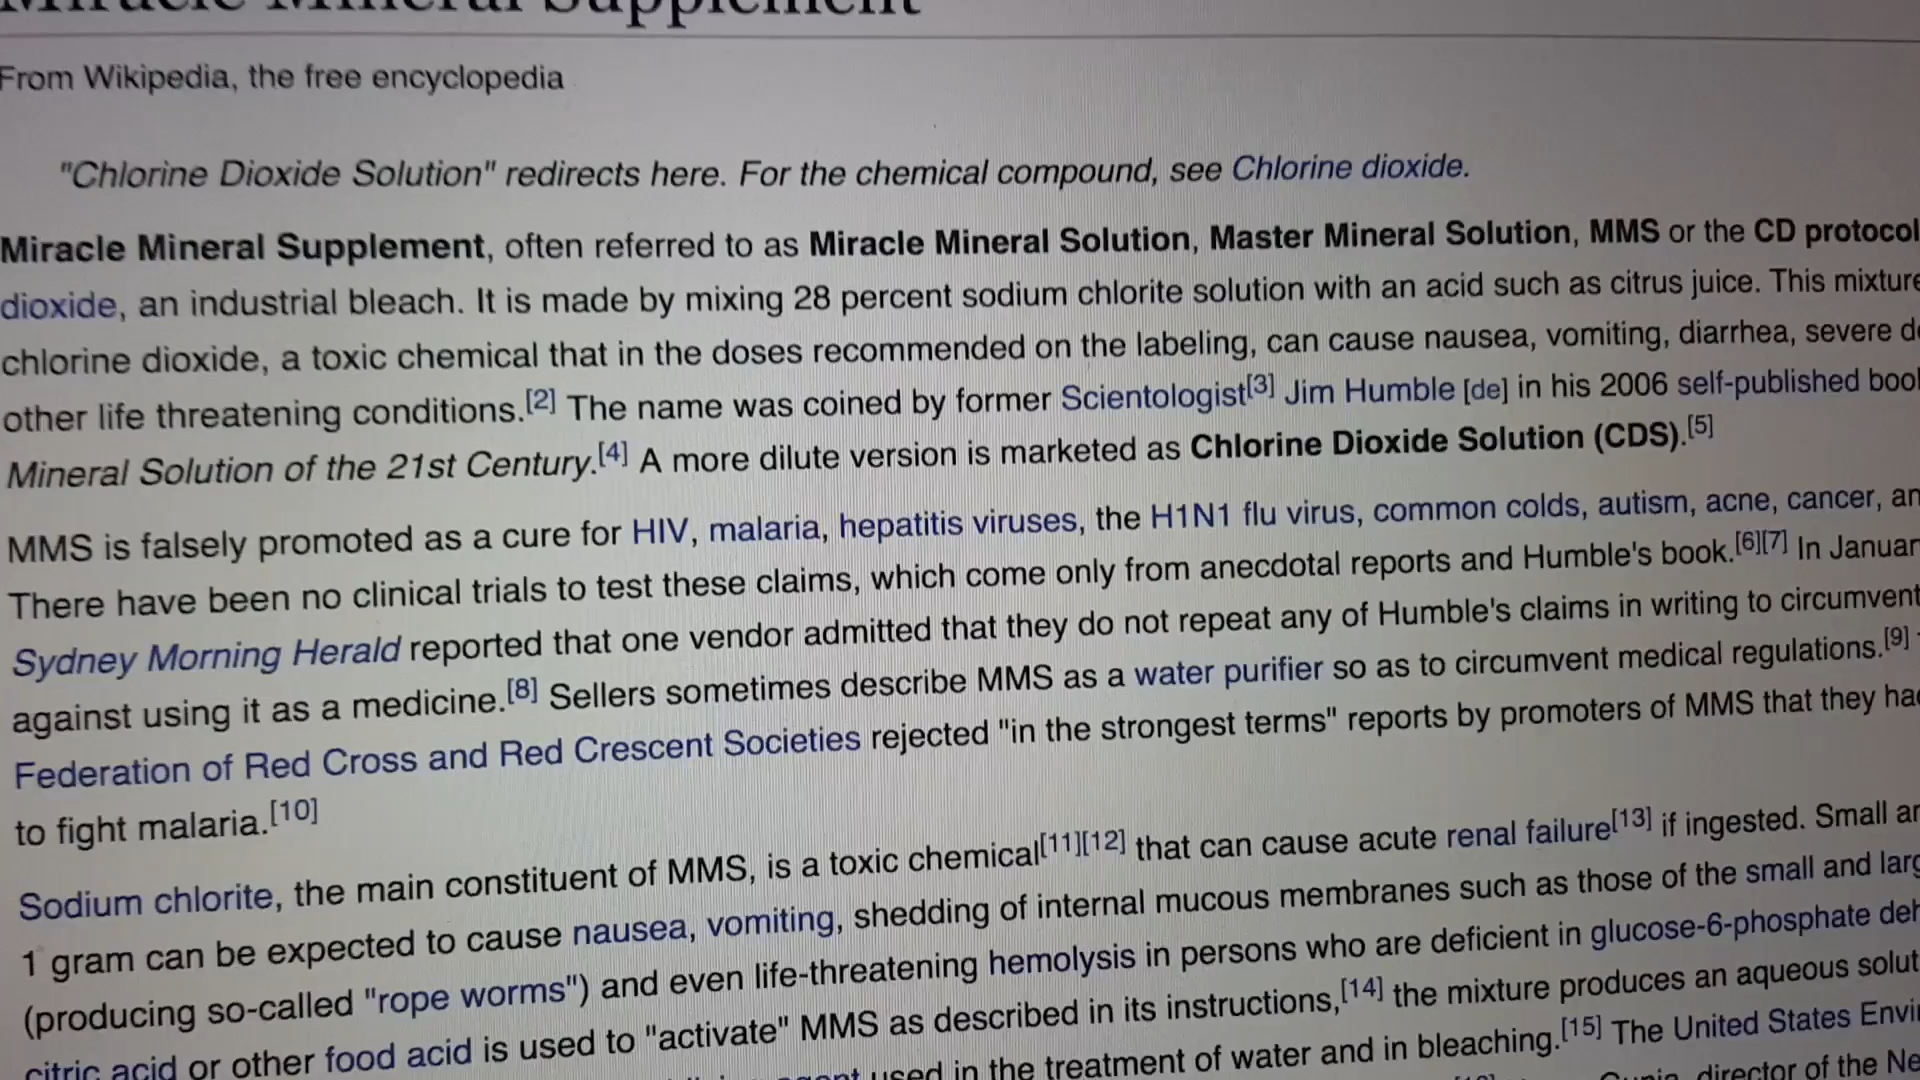 Miracle Mineral Supplement
From Wikipedia, the free encyclopedia
"Chlorine Dioxide Solution" redirects here. For the chemical compound, see Chlorine dioxide.
Miracle Mineral Supplement, often referred to as Miracle Mineral Solution, Master Mineral Solution, MMS or the CD protocol
dioxide, an industrial bleach. It is made by mixing 28 percent sodium chlorite solution with an acid such as citrus juice. This mixture
chlorine dioxide, a toxic chemical that in the doses recommended on the labeling, can cause nausea, vomiting, diarrhea, severe
other life threatening conditions.[2] The name was coined by former Scientologist[3] Jim Humble [de] in his 2006 self-published
Mineral Solution of the 21st Century.[4] A more dilute version is marketed as Chlorine Dioxide Solution (CDS).[5]
MMS is falsely promoted as a cure for HIV, malaria, hepatitis viruses, the H1N1 flu virus, common colds, autism, acne, cancer,
There have been no clinical trials to test these claims, which come only from anecdotal reports and Humble's book.[6][7] In
Sydney Morning Herald reported that one vendor admitted that they do not repeat any of Humble's claims in writing to circumvent
against using it as a medicine.[8] Sellers sometimes describe MMS as a water purifier so as to circumvent medical regulations.[9]
Federation of Red Cross and Red Crescent Societies rejected "in the strongest terms" reports by promoters of MMS that they
to fight malaria.[10]
Sodium chlorite, the main constituent of MMS, is a toxic chemical[11][12] that can cause acute renal failure[13] if ingested. Small
1 gram can be expected to cause nausea, vomiting, shedding of internal mucous membranes such as those of the small and
(producing so-called "rope worms") and even life-threatening hemolysis in persons who are deficient in glucose-6-phosphate
citric acid or other food acid is used to "activate" MMS as described in its instructions,[14] the mixture produces an aqueous
used in the treatment of water and in bleaching.[15] The United States
director of the